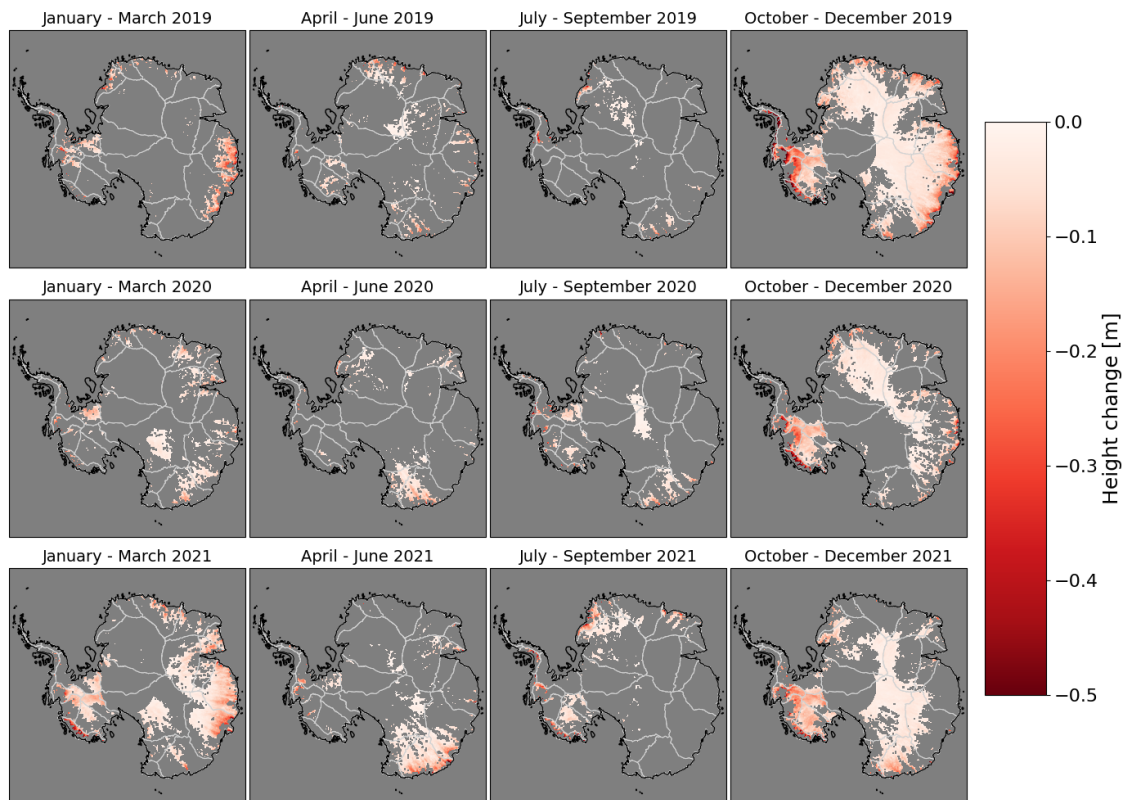 January - March 2019
April - June 2019
July - September 2019
October - December 2019
January - March 2020
April - June 2020
July - September 2020
October - December 2020
January - March 2021
April - June 2021
July - September 2021
October - December 2021
0.0
−0.1
−0.2
−0.3
−0.4
−0.5
Height change [m]